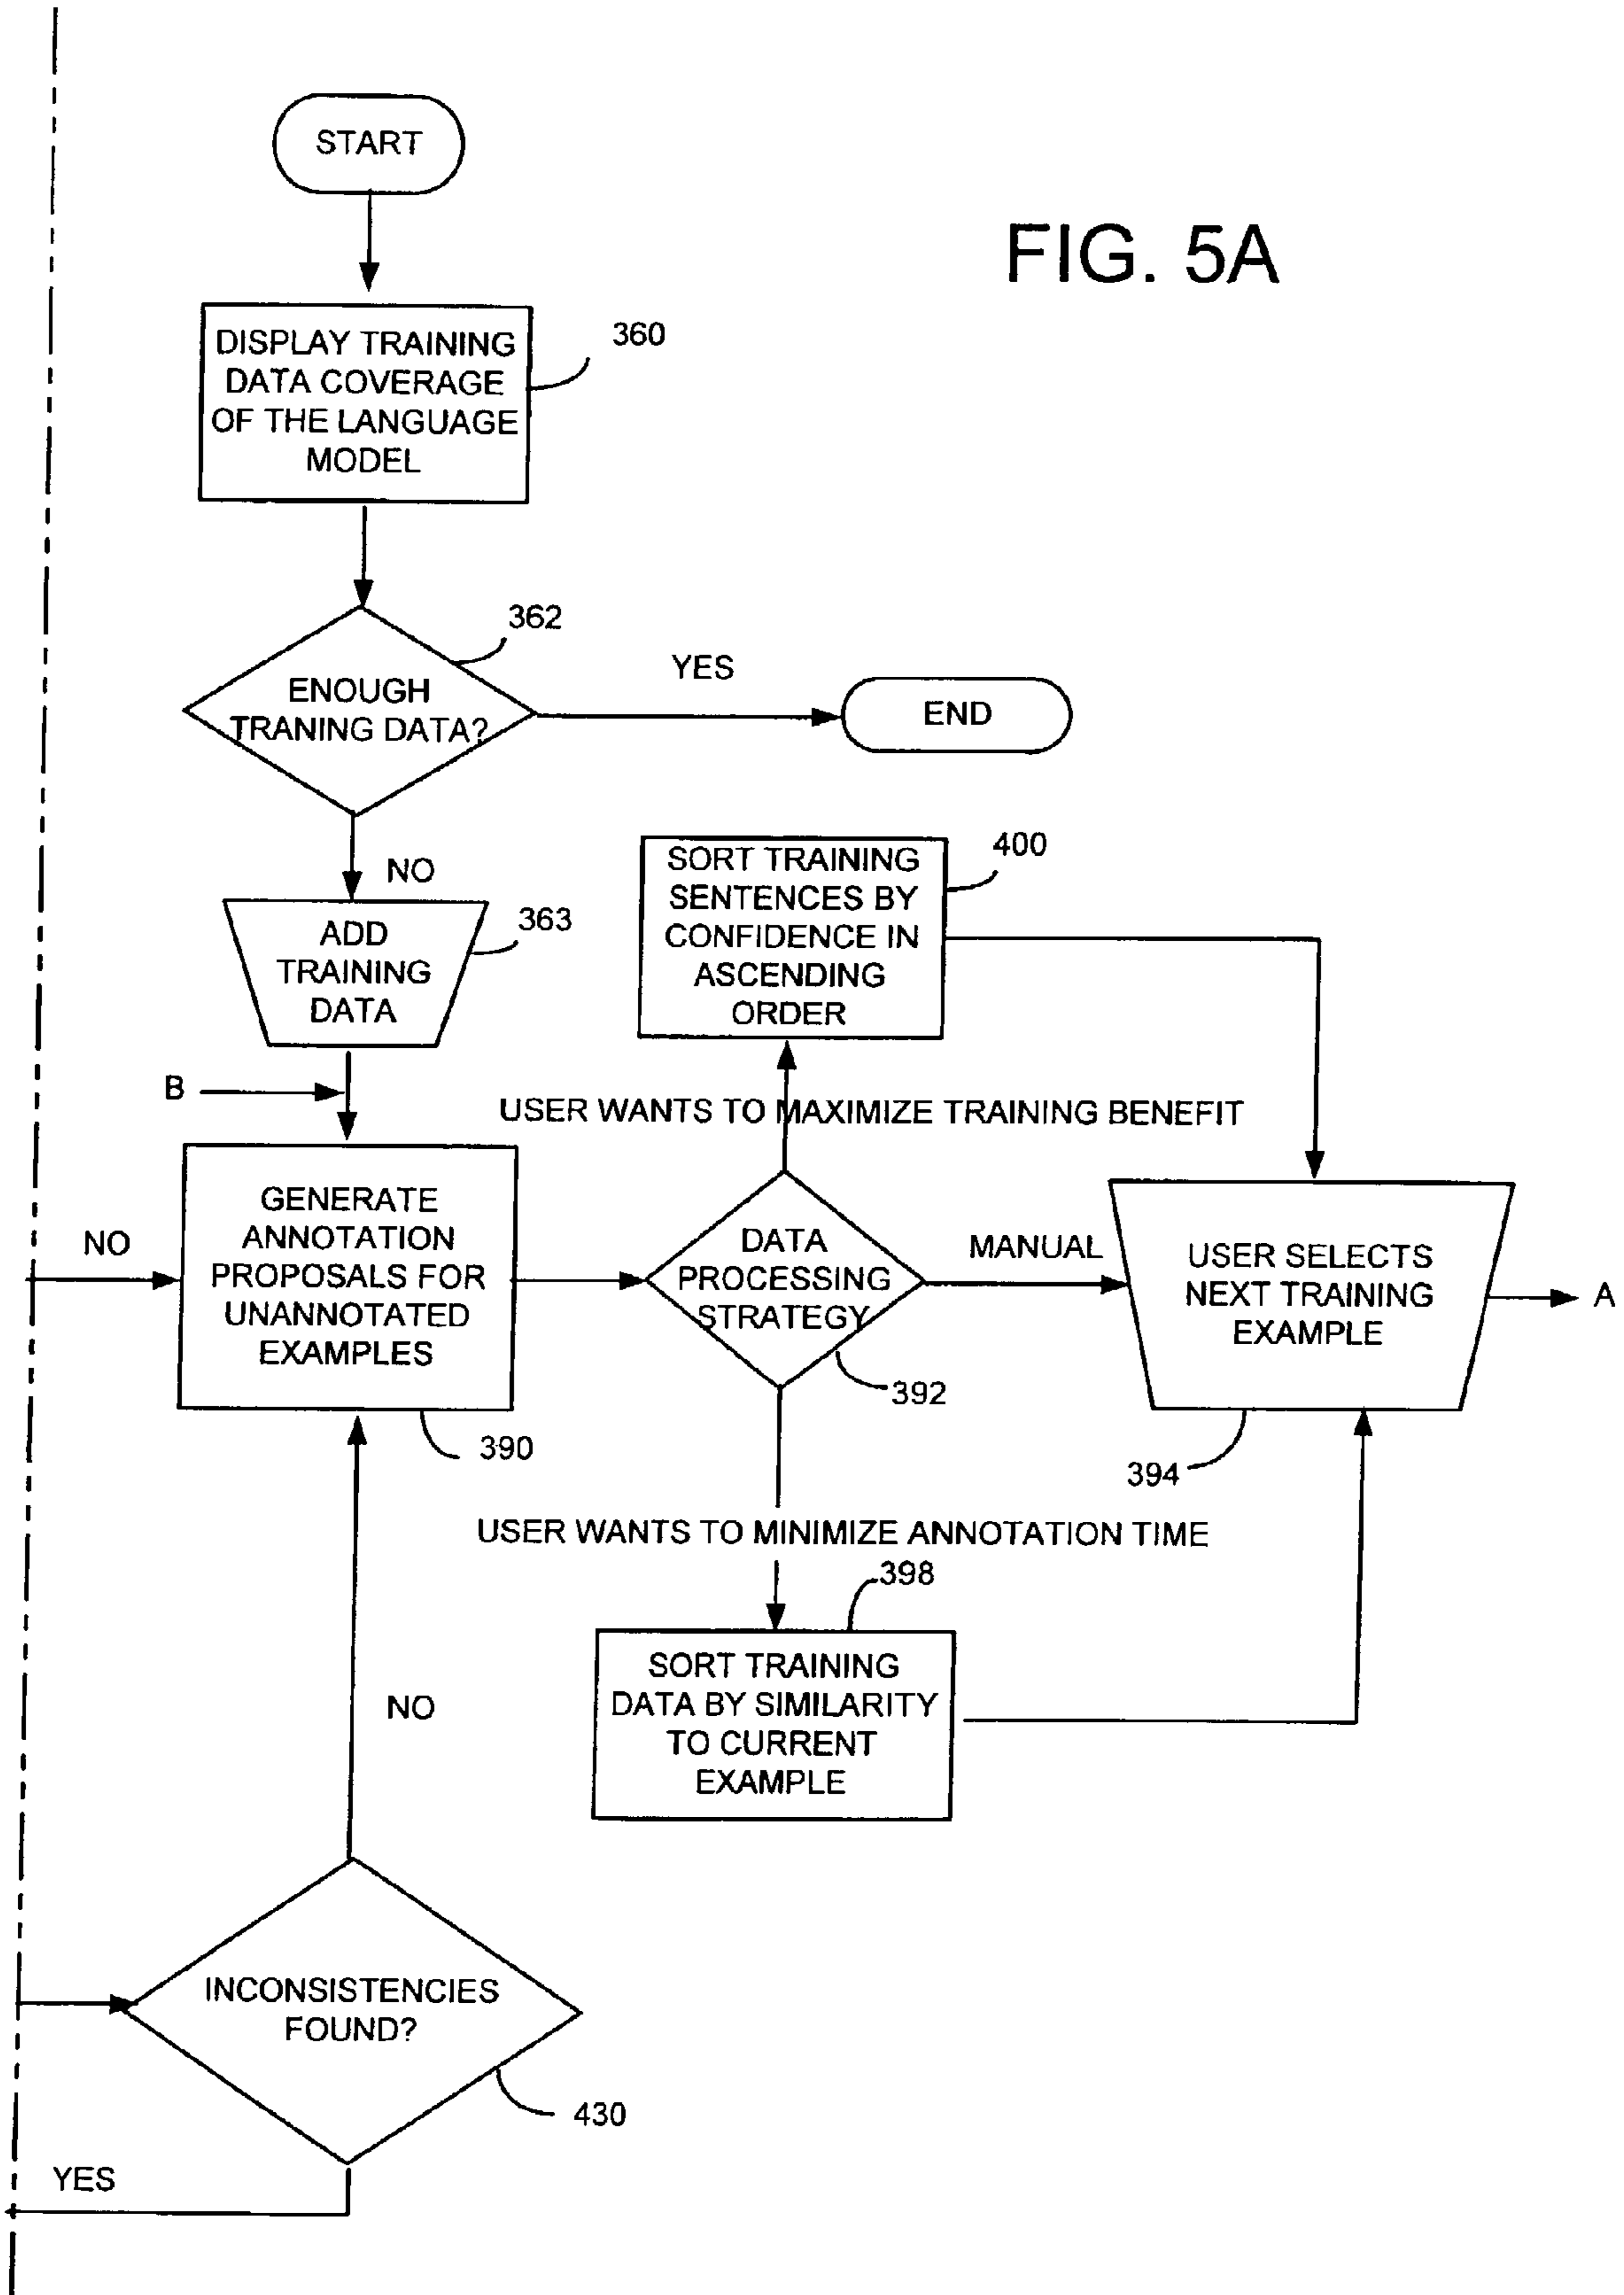 START
FIG. 5A
DISPLAY TRAINING
DATA COVERAGE
OF THE LANGUAGE
MODEL
360
362
ENOUGH
TRANING DATA?
YES
END
NO
ADD
TRAINING
DATA
363
SORT TRAINING
SENTENCES BY
CONFIDENCE IN
ASCENDING
ORDER
400
B
USER WANTS TO MAXIMIZE TRAINING BENEFIT
NO
GENERATE
ANNOTATION
PROPOSALS FOR
UNANNOTATED
EXAMPLES
390
DATA
PROCESSING
STRATEGY
392
MANUAL
USER SELECTS
NEXT TRAINING
EXAMPLE
394
A
USER WANTS TO MINIMIZE ANNOTATION TIME
398
SORT TRAINING
DATA BY SIMILARITY
TO CURRENT
EXAMPLE
NO
INCONSISTENCIES
FOUND?
430
YES